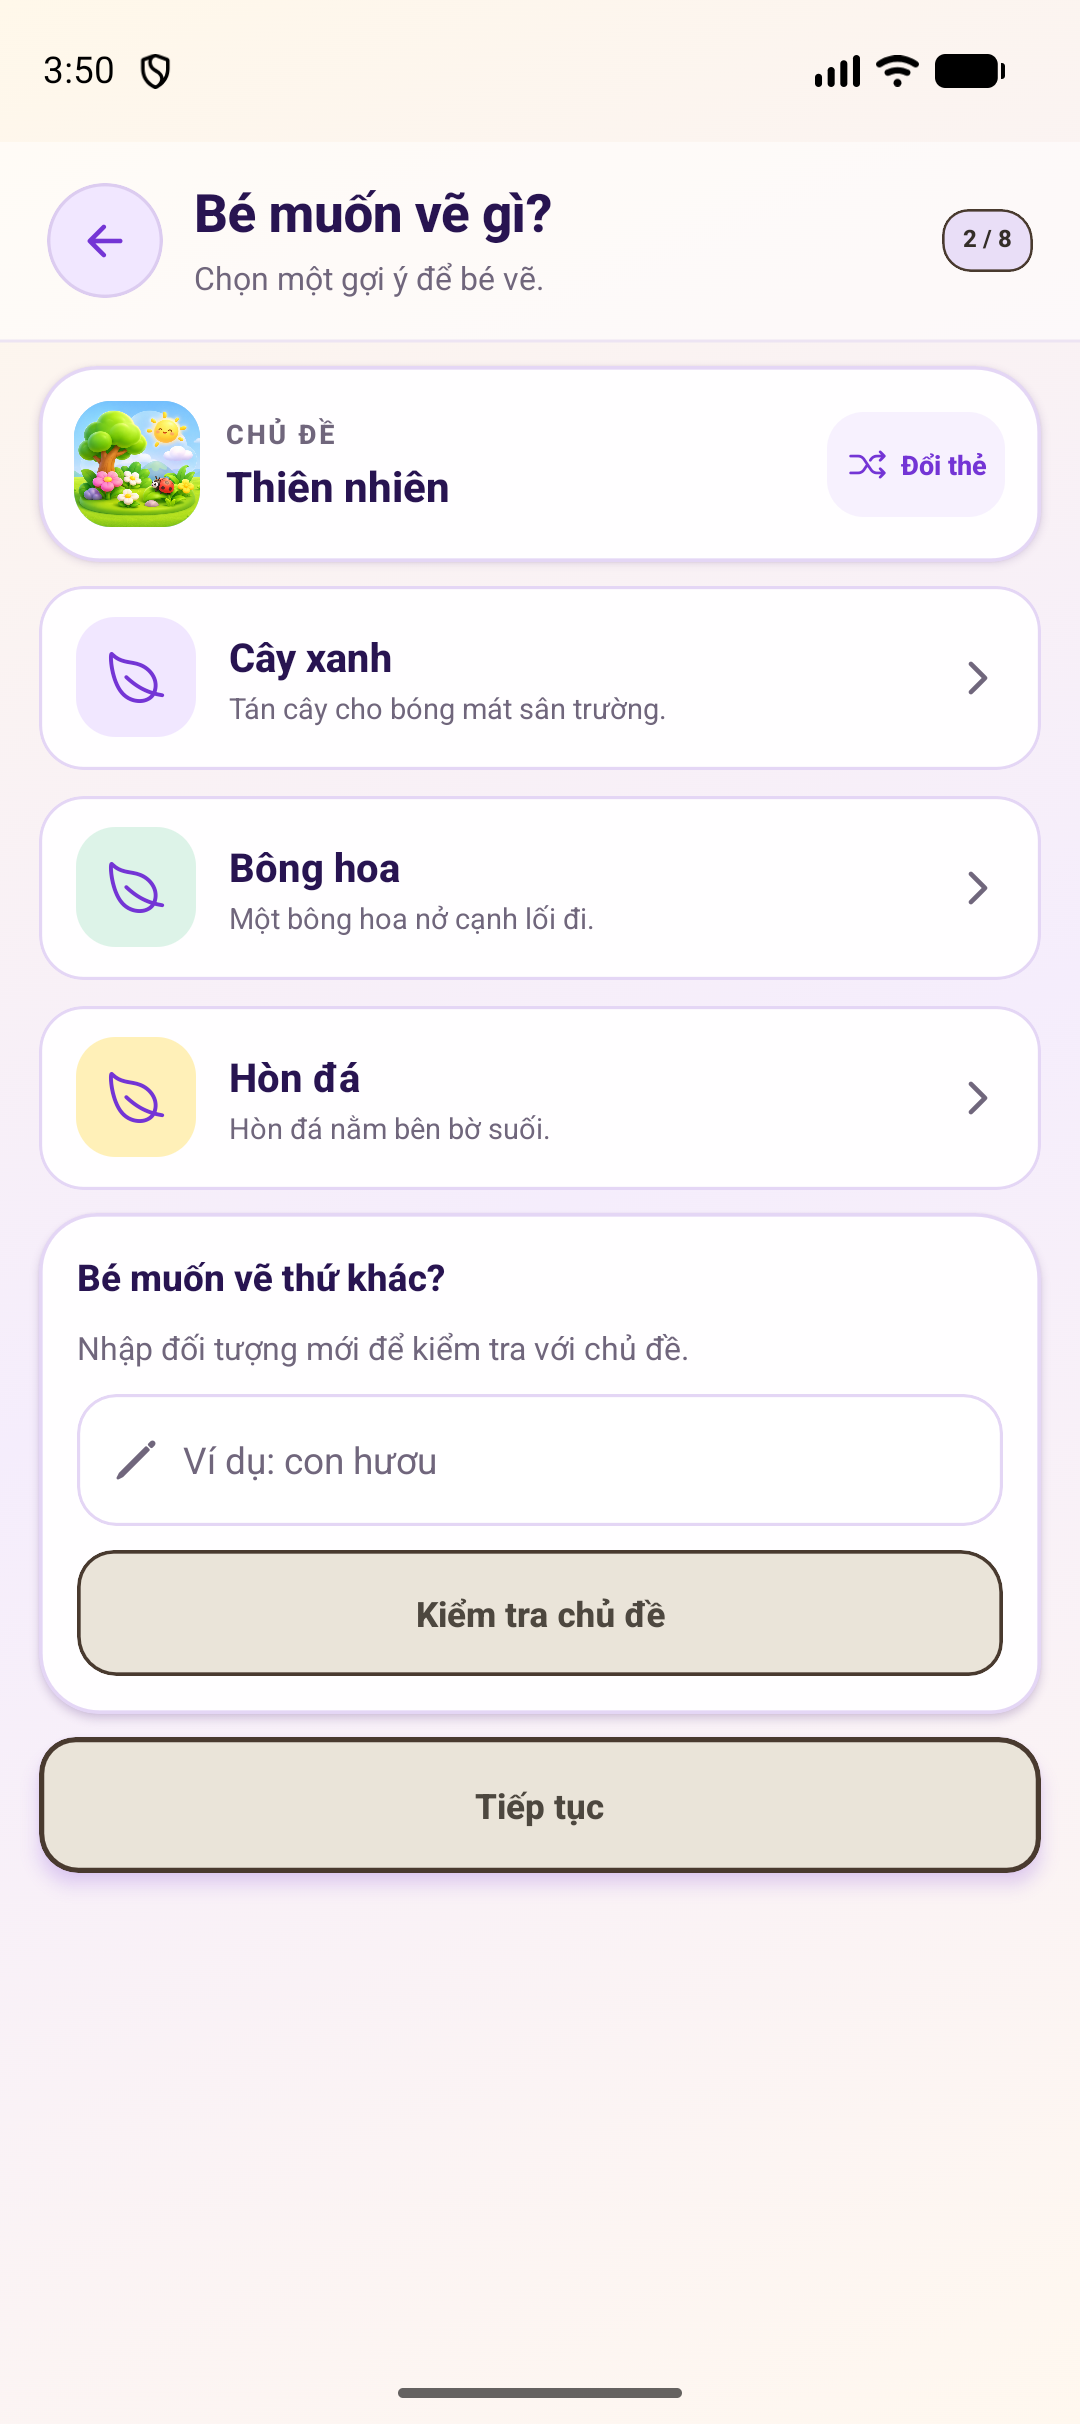 3:50
Bé muốn vẽ gì?
Chọn một gợi ý để bé vẽ.
2 / 8
CHỦ ĐỀ
Thiên nhiên
Đổi thẻ
Cây xanh
Tán cây cho bóng mát sân trường.
Bông hoa
Một bông hoa nở cạnh lối đi.
Hòn đá
Hòn đá nằm bên bờ suối.
Bé muốn vẽ thứ khác?
Nhập đối tượng mới để kiểm tra với chủ đề.
Ví dụ: con hươu
Kiểm tra chủ đề
Tiếp tục